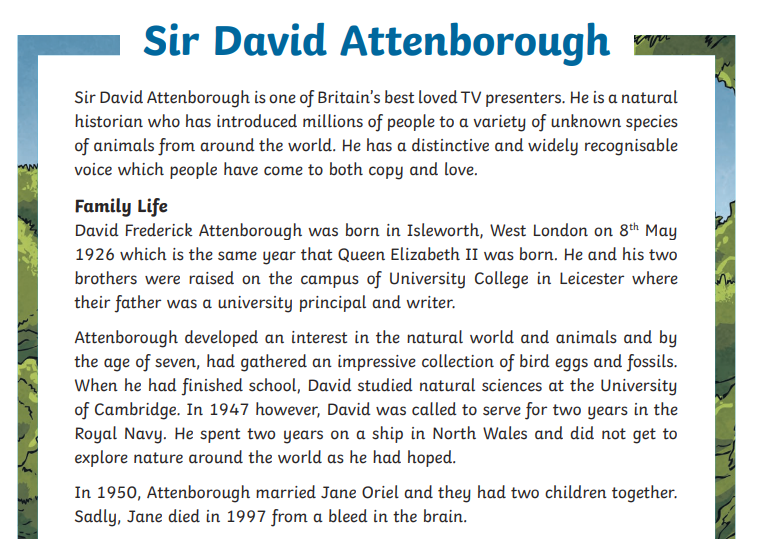 Sir David Attenborough
Sir David Attenborough is one of Britain's best loved TV presenters. He is a natural
historian who has introduced millions of people to a variety of unknown species
of animals from around the world. He has a distinctive and widely recognisable
voice which people have come to both copy and love.
Family Life
David Frederick Attenborough was born in Isleworth, West London on 8th May
1926 which is the same year that Queen Elizabeth II was born. He and his two
brothers were raised on the campus of University College in Leicester where
their father was a university principal and writer.
Attenborough developed an interest in the natural world and animals and by
the age of seven, had gathered an impressive collection of bird eggs and fossils.
When he had finished school, David studied natural sciences at the University
of Cambridge. In 1947 however, David was called to serve for two years in the
Royal Navy. He spent two years on a ship in North Wales and did not get to
explore nature around the world as he had hoped.
In 1950, Attenborough married Jane Oriel and they had two children together.
Sadly, Jane died in 1997 from a bleed in the brain.